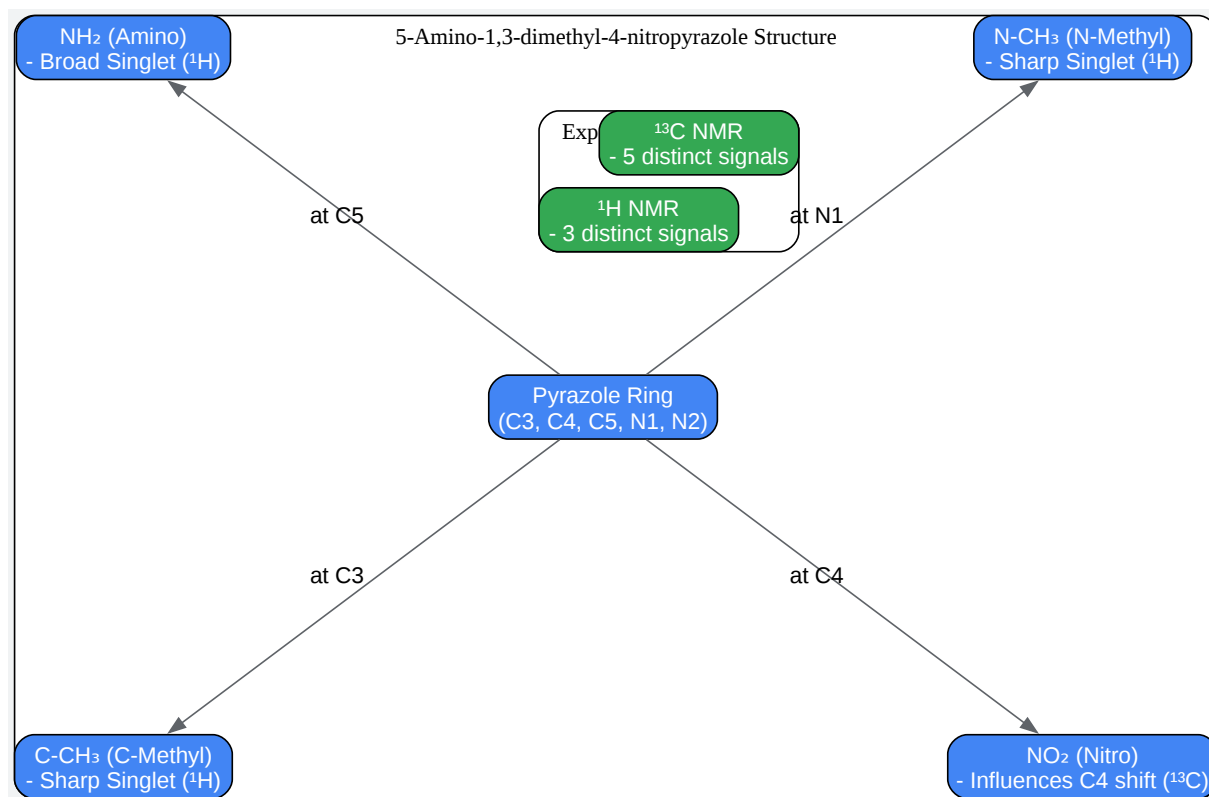 NH₂ (Amino)
- Broad Singlet (¹H)
5-Amino-1,3-dimethyl-4-nitropyrazole Structure
N-CH₃ (N-Methyl)
- Sharp Singlet (¹H)
¹³C NMR
- 5 distinct signals
¹H NMR
- 3 distinct signals
at C5
at N1
Pyrazole Ring
(C3, C4, C5, N1, N2)
at C3
at C4
C-CH₃ (C-Methyl)
- Sharp Singlet (¹H)
NO₂ (Nitro)
- Influences C4 shift (¹³C)